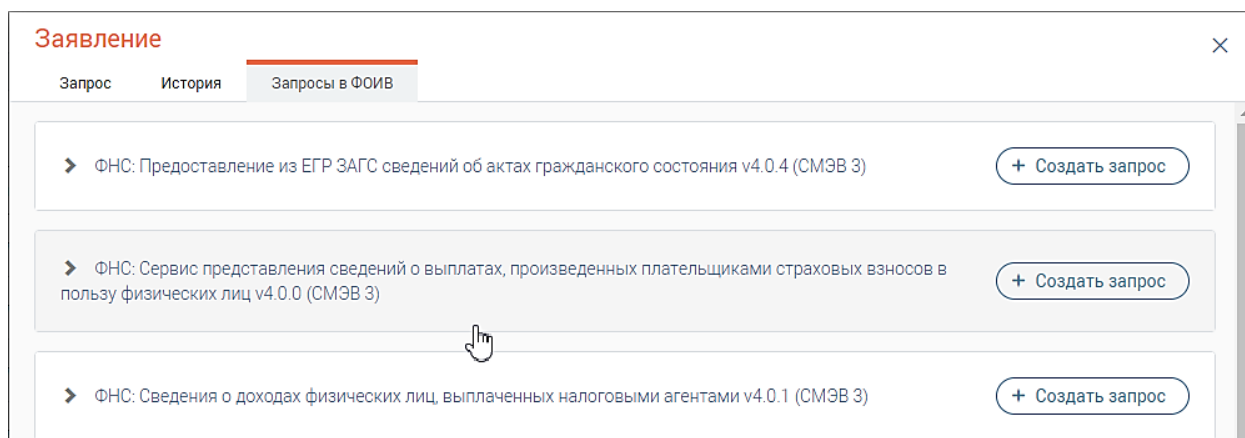 Заявление
Запрос История Запросы в ФОИВ
ФНС: Предоставление из ЕГР ЗАГС сведений об актах гражданского состояния v4.0.4 (СМЭВ 3) + Создать запрос
ФНС: Сервис представления сведений о выплатах, произведенных плательщиками страховых взносов в
пользу физических лиц v4.0.0 (СМЭВ 3) + Создать запрос
ФНС: Сведения о доходах физических лиц, выплаченных налоговыми агентами v4.0.1 (СМЭВ 3) + Создать запрос